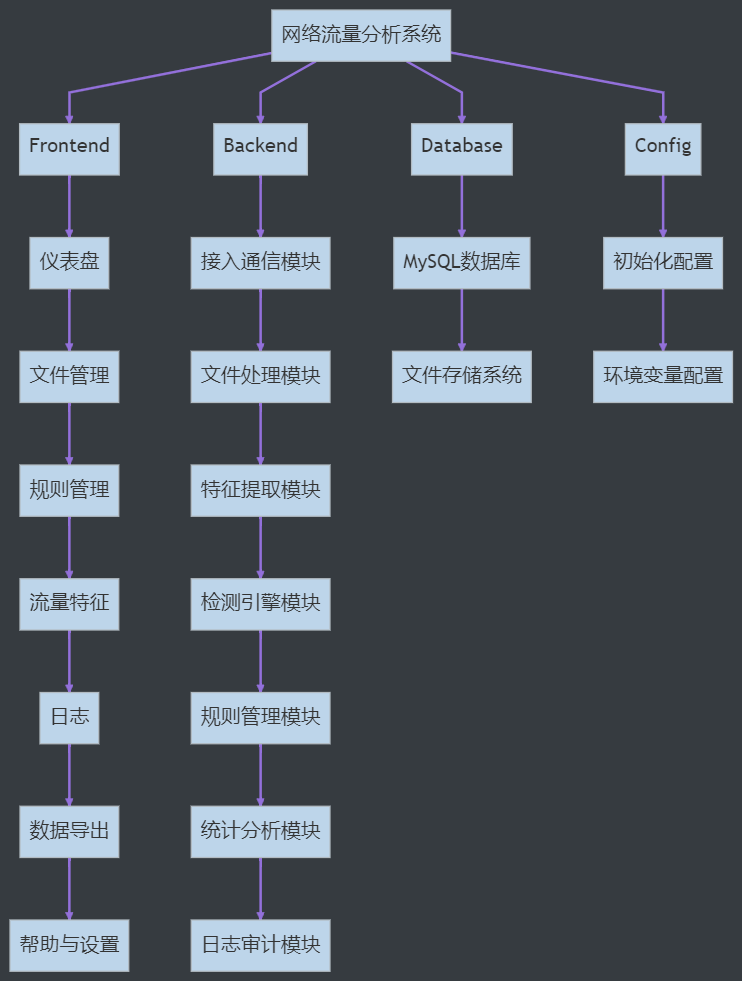 网络流量分析系统
Frontend
Backend
Database
Config
仪表盘
接入通信模块
MySQL数据库
初始化配置
文件管理
文件处理模块
文件存储系统
环境变量配置
规则管理
特征提取模块
流量特征
检测引擎模块
日志
规则管理模块
数据导出
统计分析模块
帮助与设置
日志审计模块